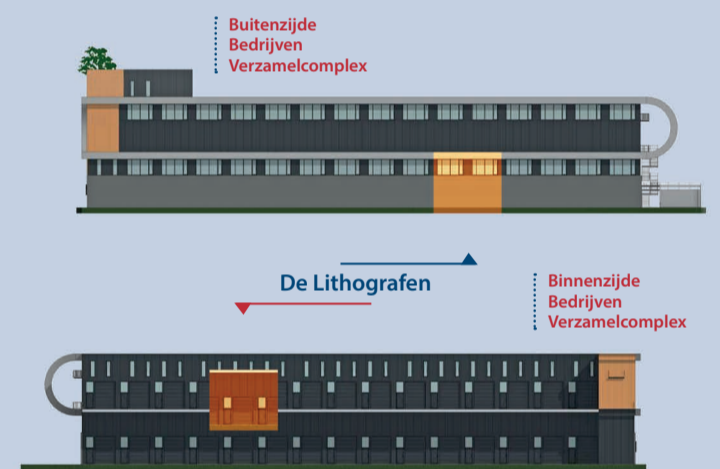 Buitenzijde
Bedrijven
Verzamelcomplex
De Lithografen
Binnenzijde
Bedrijven
Verzamelcomplex